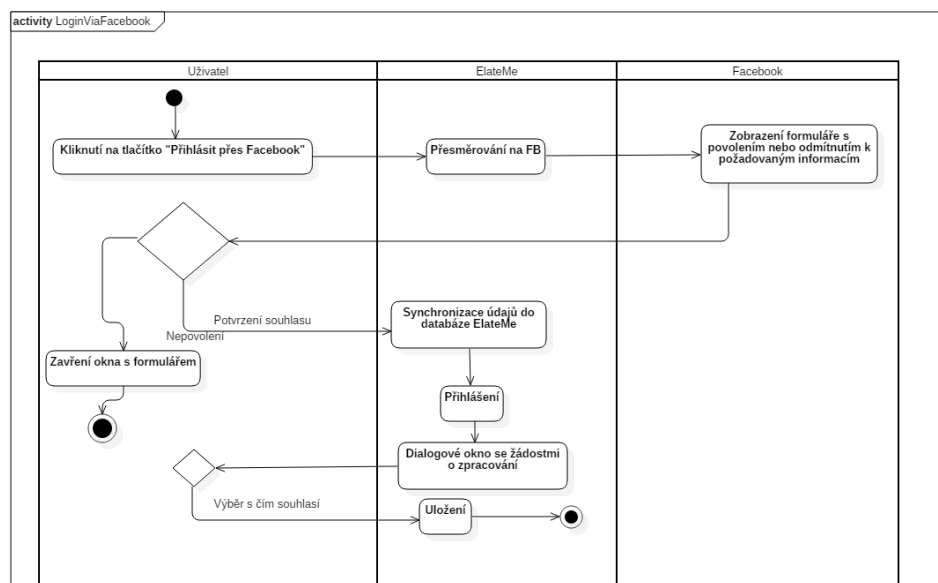 activity LoginViaFacebook
Uživatel
ElateMe
Facebook
Kliknutí na tlačítko "Přihlásit přes Facebook"
Přesměrování na FB
Zobrazení formuláře s
povolením nebo odmítnutím k
požadovaným informacím
Potvrzení souhlasu
Nepovolení
Synchronizace údajů do
databáze ElateMe
Zavření okna s formulářem
Přihlášení
Dialogové okno se žádostmi
o zpracování
Výběr s čím souhlasí
Uložení